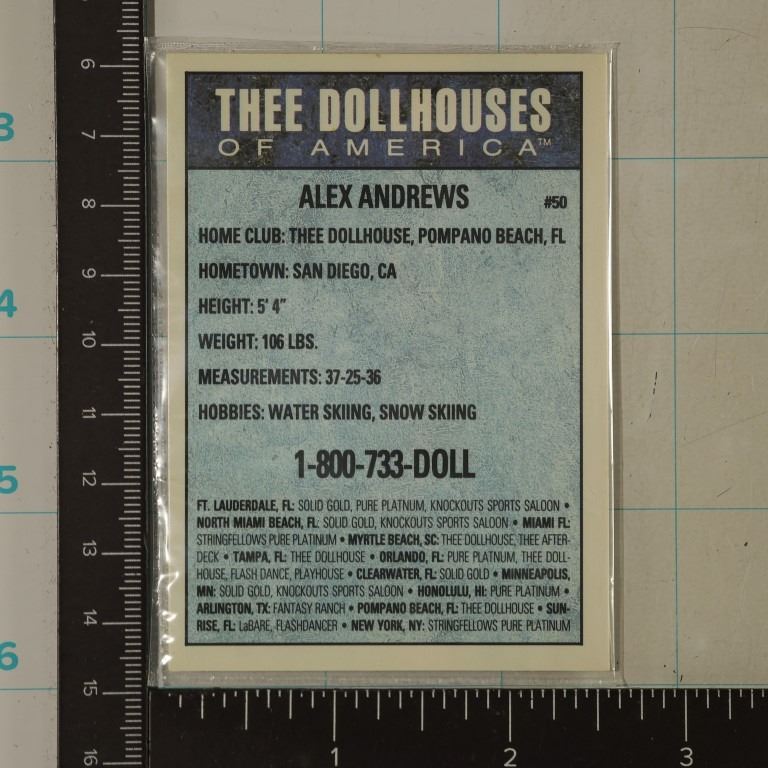 THEE DOLLHOUSES
OF AMERICA™
ALEX ANDREWS #50
HOME CLUB: THEE DOLLHOUSE, POMPANO BEACH, FL
HOMETOWN: SAN DIEGO, CA
HEIGHT: 5' 4"
WEIGHT: 106 LBS.
MEASUREMENTS: 37-25-36
HOBBIES: WATER SKIING, SNOW SKIING
1-800-733-DOLL
FT. LAUDERDALE, FL: SOLID GOLD, PURE PLATNUM, KNOCKOUTS SPORTS SALOON •
NORTH MIAMI BEACH, FL: SOLID GOLD, KNOCKOUTS SPORTS SALOON • MIAMI FL:
STRINGFELLOWS PURE PLATINUM • MYRTLE BEACH, SC: THEE DOLLHOUSE, THEE AFTER-
DECK • TAMPA, FL: THEE DOLLHOUSE • ORLANDO, FL: PURE PLATINUM, THEE DOLL-
HOUSE, FLASH DANCE, PLAYHOUSE • CLEARWATER, FL: SOLID GOLD • MINNEAPOLIS,
MN: SOLID GOLD, KNOCKOUTS SPORTS SALOON • HONOLULU, HI: PURE PLATINUM •
ARLINGTON, TX: FANTASY RANCH • POMPANO BEACH, FL: THEE DOLLHOUSE • SUN-
RISE, FL: LaBARE, FLASHDANCER • NEW YORK, NY: STRINGFELLOWS PURE PLATINUM
3
4
5
6
6
7
8
9
10
11
12
13
14
15
16
1 2 3